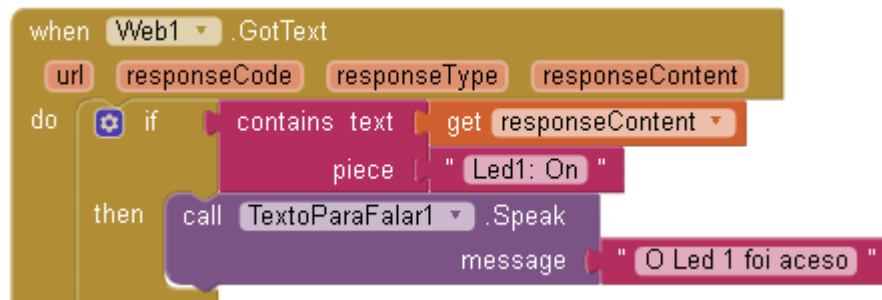 when Web1 .GotText
url responseCode responseType responseContent
do if contains text get responseContent
piece " Led1: On "
then call TextoParaFalar1 .Speak
message " O Led 1 foi aceso "